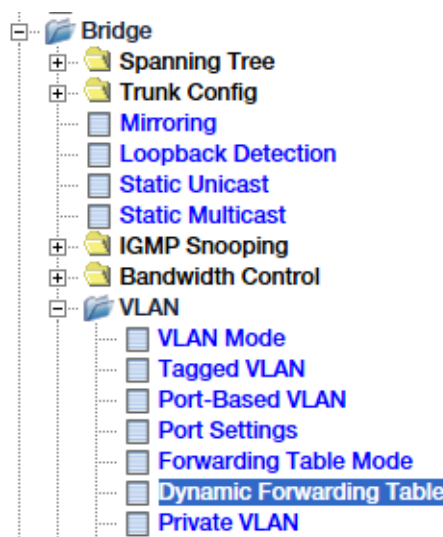 Bridge
Spanning Tree
Trunk Config
Mirroring
Loopback Detection
Static Unicast
Static Multicast
IGMP Snooping
Bandwidth Control
VLAN
VLAN Mode
Tagged VLAN
Port-Based VLAN
Port Settings
Forwarding Table Mode
Dynamic Forwarding Table
Private VLAN